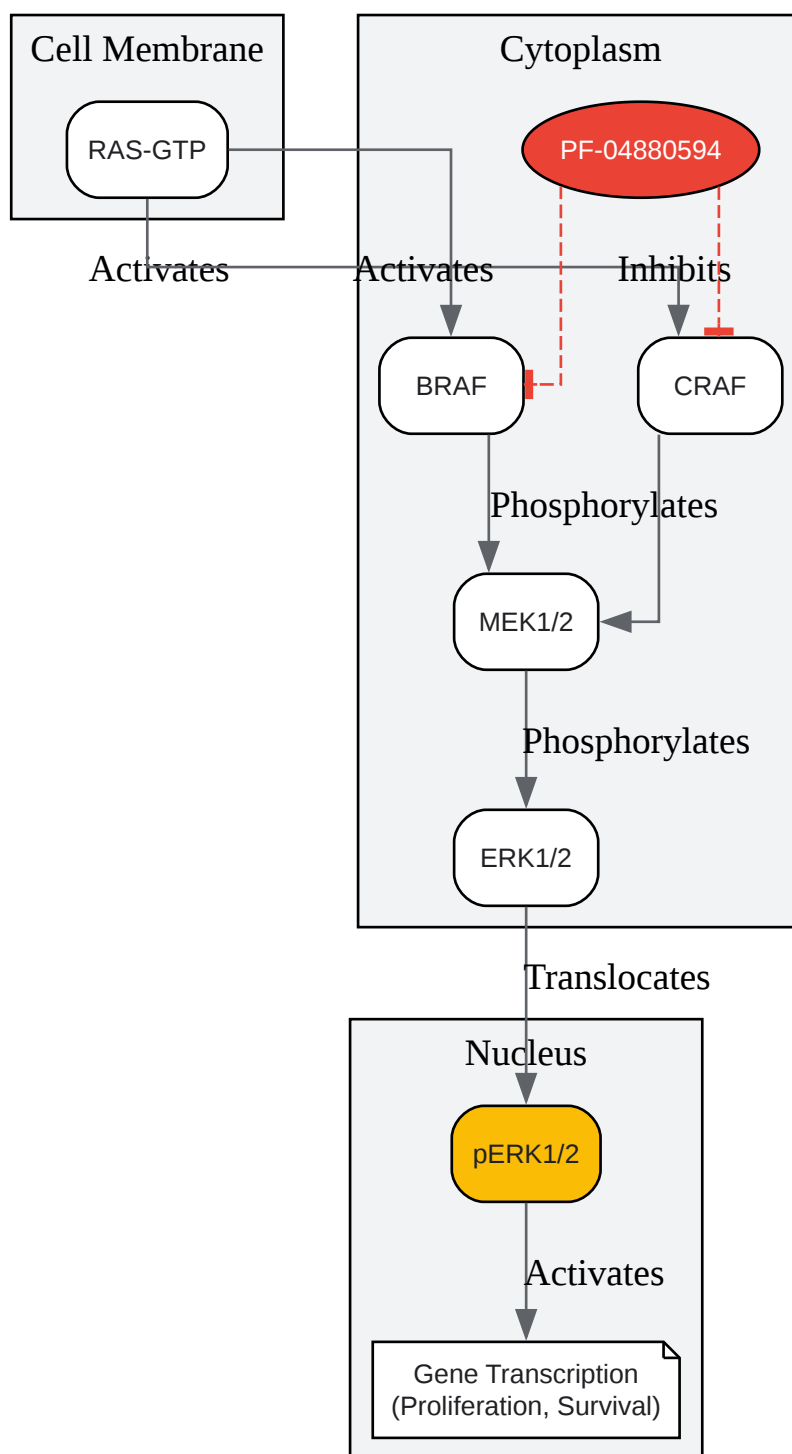 Cell Membrane
Cytoplasm
RAS-GTP
PF-04880594
Activates
Activates
Inhibits
BRAF
CRAF
Phosphorylates
MEK1/2
Phosphorylates
ERK1/2
Translocates
Nucleus
pERK1/2
Activates
Gene Transcription
(Proliferation, Survival)